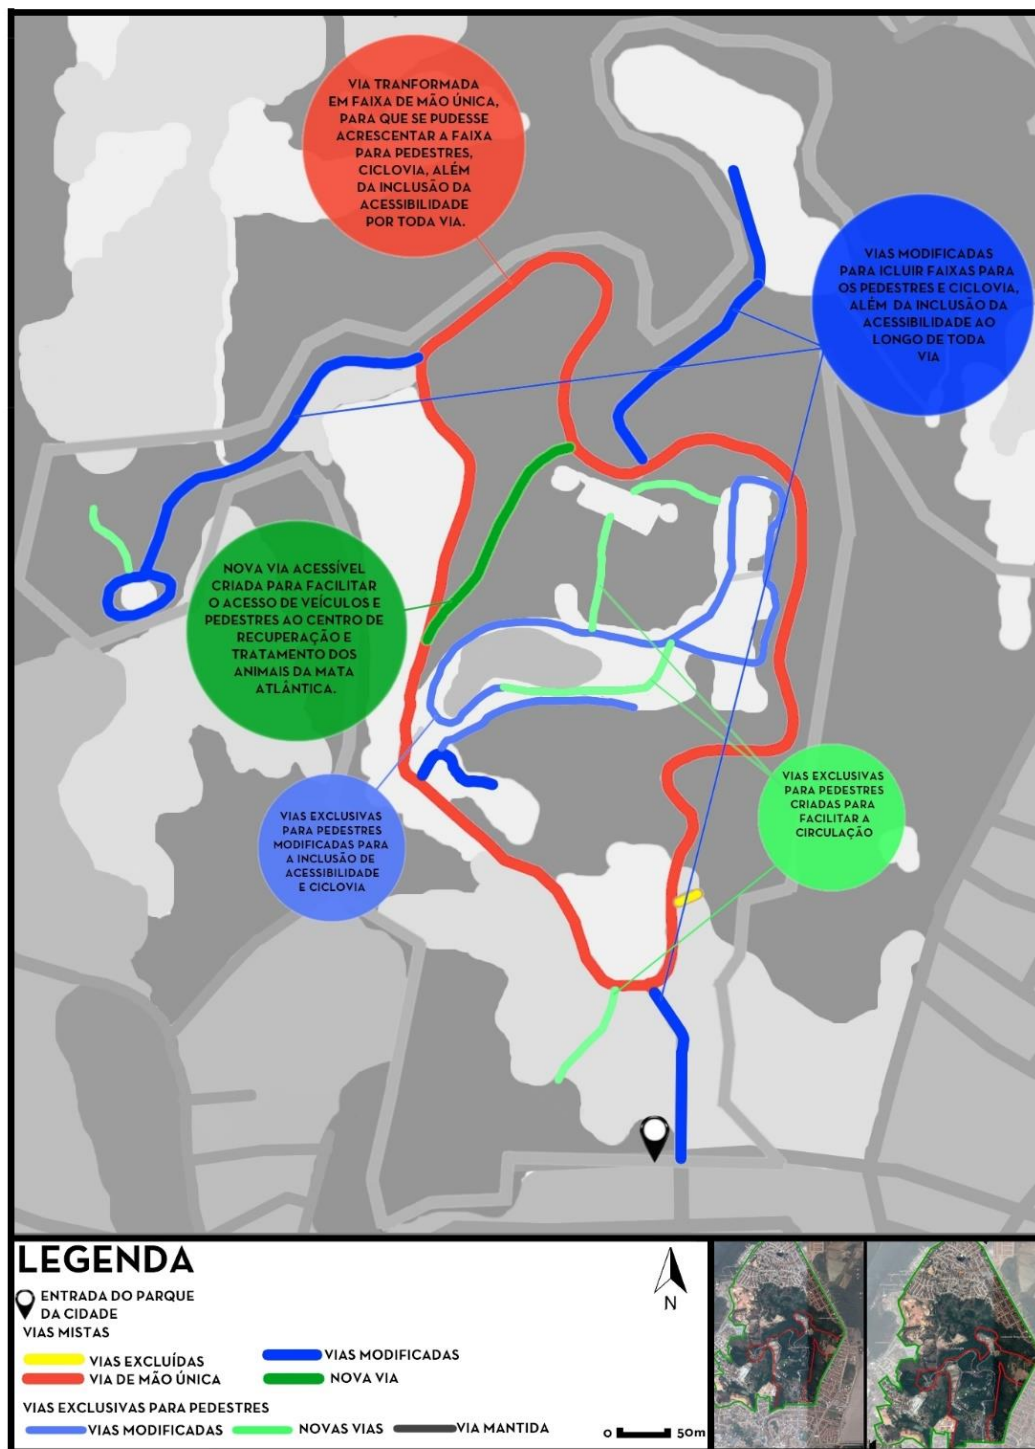 VIA TRANFORMADA
EM FAIXA DE MÃO ÚNICA,
PARA QUE SE PUDESSE
ACRESCENTAR A FAIXA
PARA PEDESTRES,
CICLOVIA, ALÉM
DA INCLUSÃO DA
ACESSIBILIDADE
POR TODA VIA.
VIAS MODIFICADAS
PARA ICLUIR FAIXAS PARA
OS PEDESTRES E CICLOVIA,
ALÉM DA INCLUSÃO DA
ACESSIBILIDADE AO
LONGO DE TODA
VIA
NOVA VIA ACESSÍVEL
CRIADA PARA FACILITAR
O ACESSO DE VEÍCULOS E
PEDESTRES AO CENTRO DE
RECUPERAÇÃO E
TRATAMENTO DOS
ANIMAIS DA MATA
ATLÂNTICA.
VIAS EXCLUSIVAS
PARA PEDESTRES
CRIADAS PARA
FACILITAR A
CIRCULAÇÃO
VIAS EXCLUSIVAS
PARA PEDESTRES
MODIFICADAS PARA
A INCLUSÃO DE
ACESSIBILIDADE
E CICLOVIA
LEGENDA
ENTRADA DO PARQUE
DA CIDADE
N
VIAS MISTAS
VIAS EXCLUÍDAS
VIAS MODIFICADAS
VIA DE MÃO ÚNICA
NOVA VIA
VIAS EXCLUSIVAS PARA PEDESTRES
VIAS MODIFICADAS
NOVAS VIAS
VIA MANTIDA
0
50m